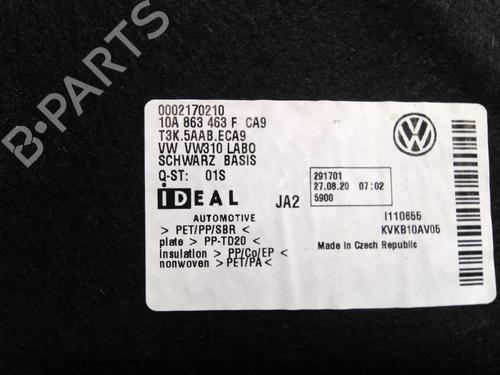 0002170210
10A 863 463 F CA9
T3K.5AAB.ECA9
VW VW310 LABO
SCHWARZ BASIS
Q-ST: 01S
IDEAL
AUTOMOTIVE
JA2
291701
27.08.20 07:02
5900
> PET/PP/SBR <
plate > PP-TD20 <
insulation > PP/Co/EP <
nonwoven > PET/PA <
I110655
KVKB10AV05
Made in Czech Republic
B-PARTS